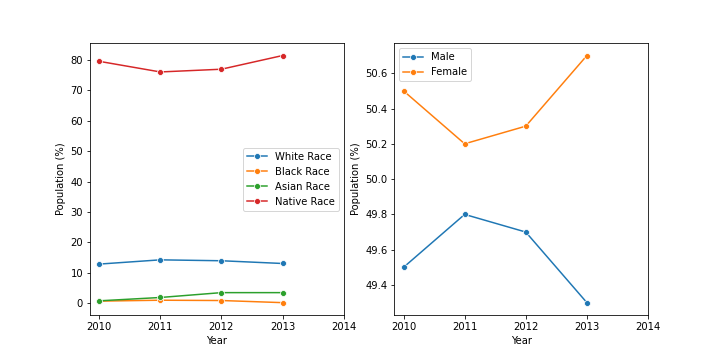 Population (%)
80
70
60
50
40
30
20
10
0
2010 2011 2012 2013 2014
Year
White Race
Black Race
Asian Race
Native Race
Population (%)
50.6
50.4
50.2
50.0
49.8
49.6
49.4
2010 2011 2012 2013 2014
Year
Male
Female